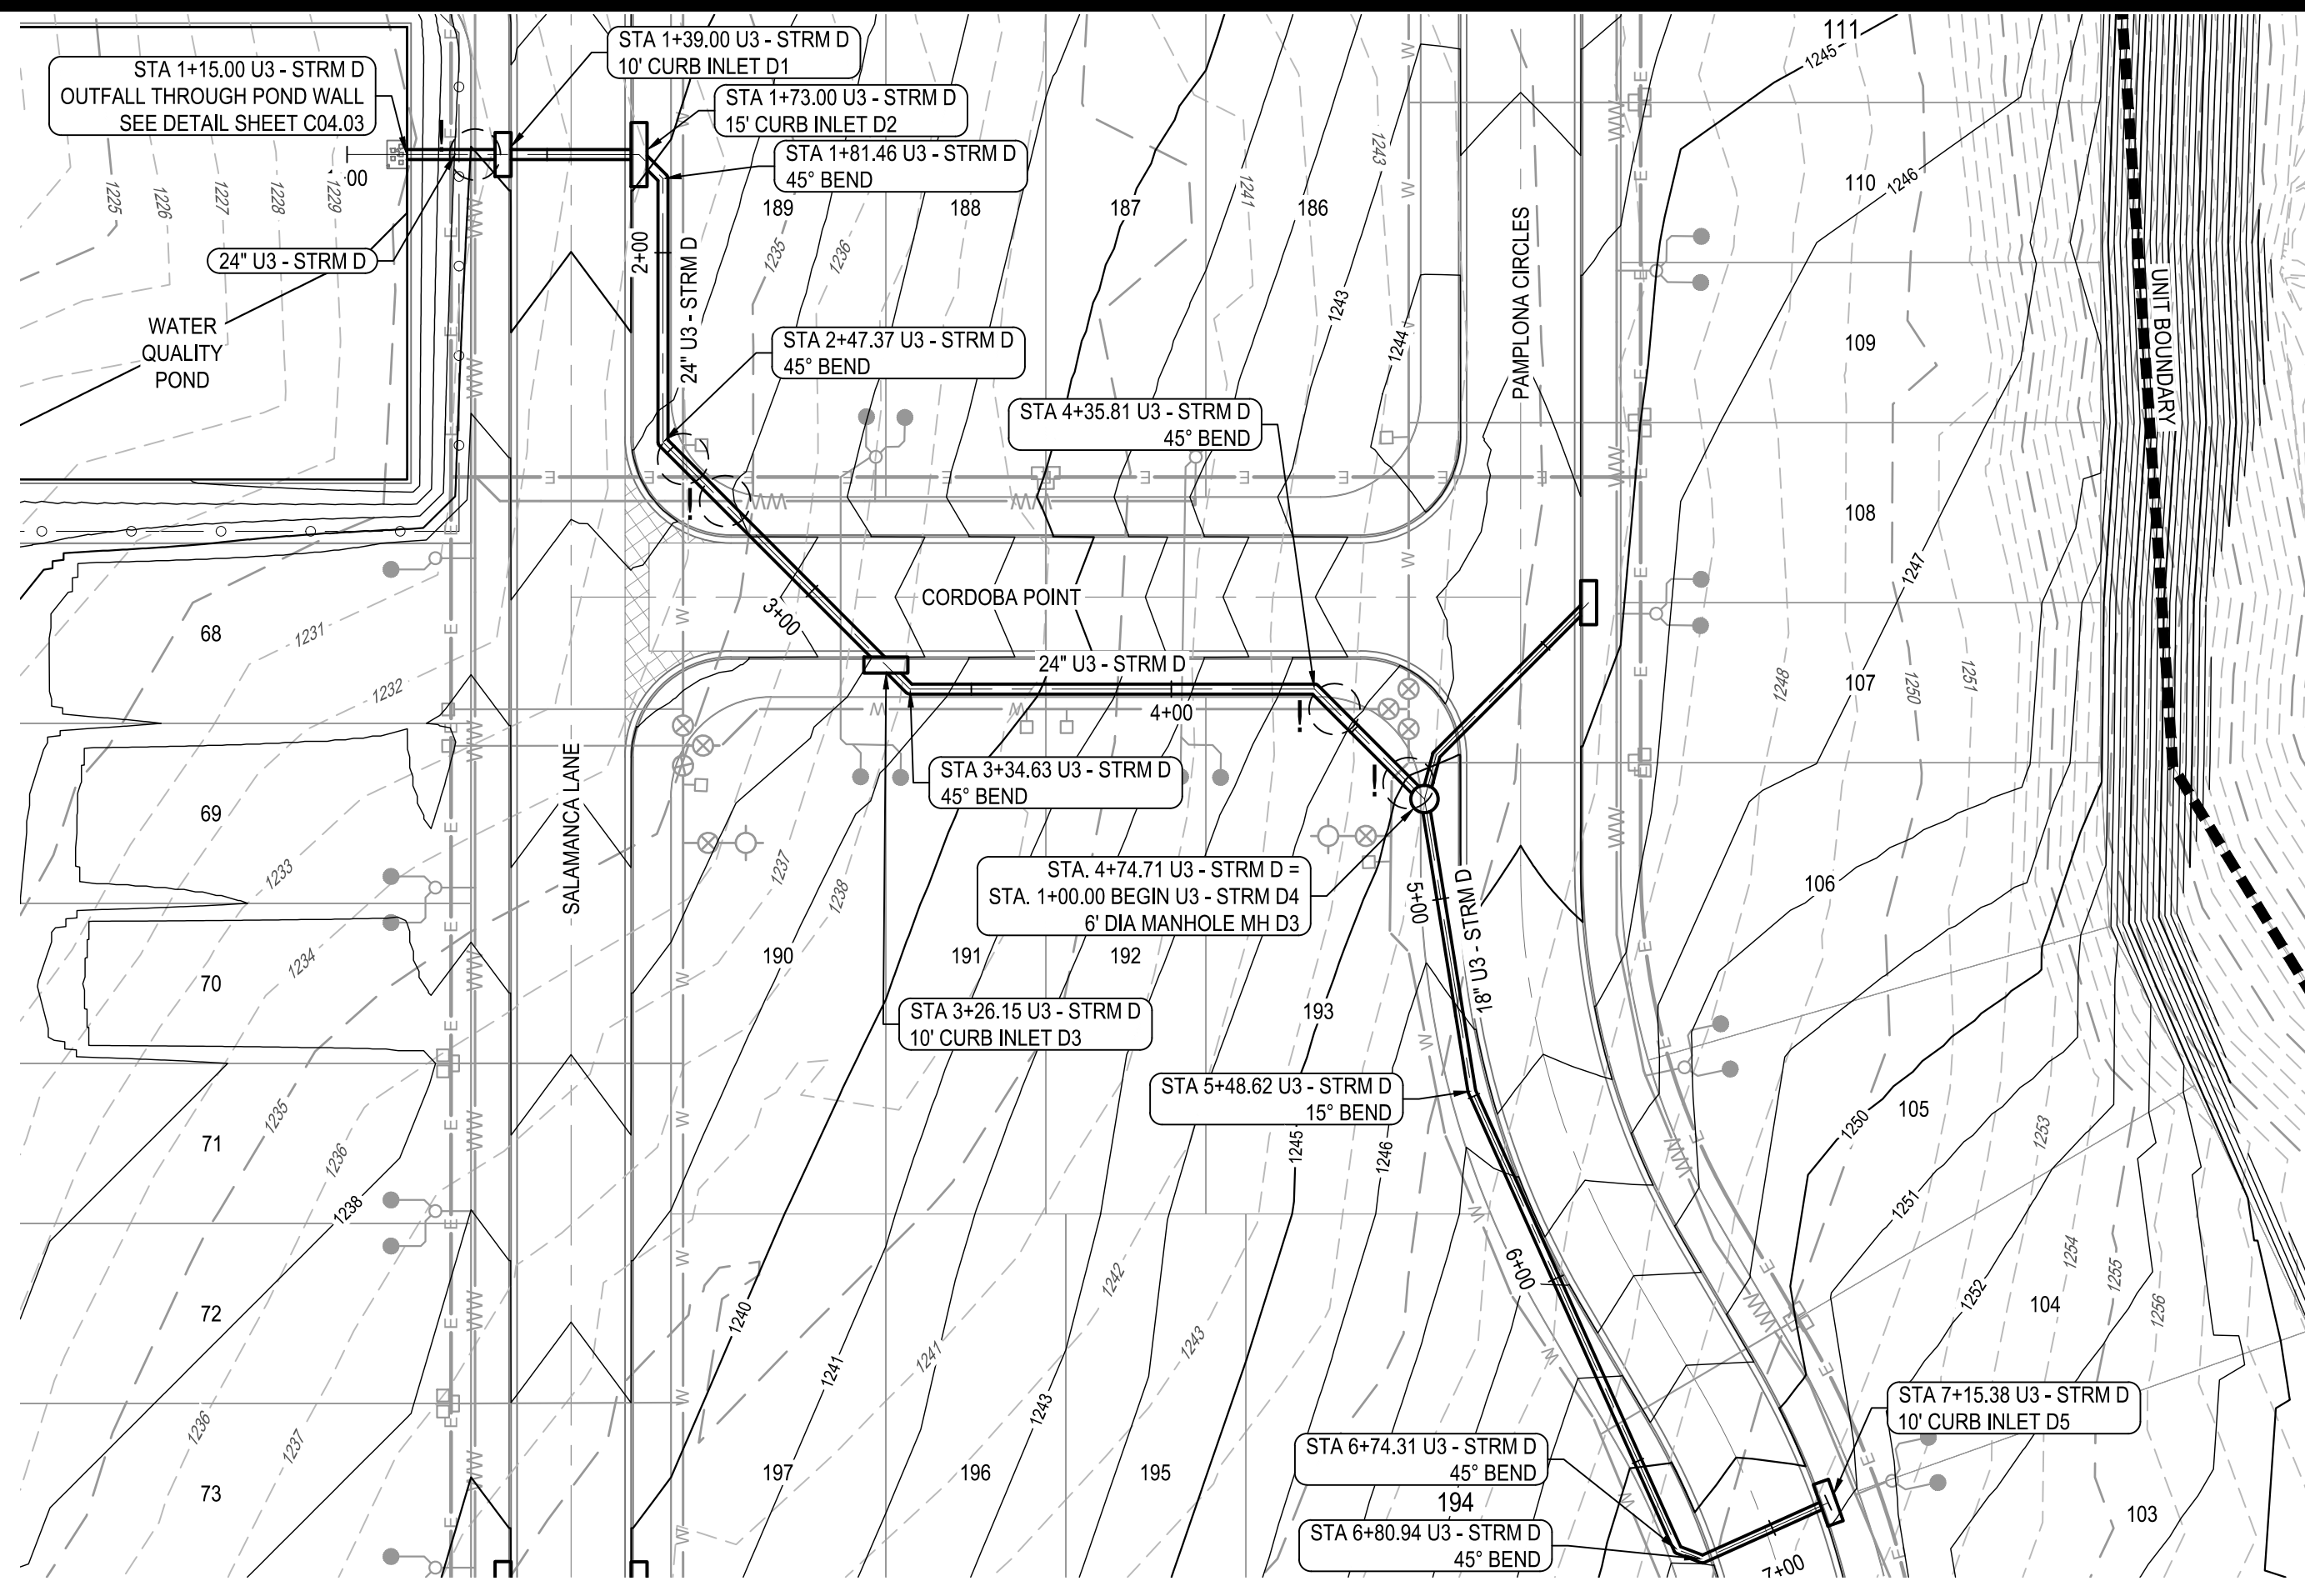 STA 1+15.00 U3 - STRM D
OUTFALL THROUGH POND WALL
SEE DETAIL SHEET C04.03
STA 1+39.00 U3 - STRM D
10' CURB INLET D1
STA 1+73.00 U3 - STRM D
15' CURB INLET D2
STA 1+81.46 U3 - STRM D
45° BEND
111
1245
00
!
1225
1226
1227
1228
1229
24" U3 - STRM D
WATER
QUALITY
POND
189
188
187
186
110
1246
1243
1241
1235
1236
2+00
24" U3 - STRM D
STA 2+47.37 U3 - STRM D
45° BEND
1243
1244
PAMPLONA CIRCLES
109
UNIT BOUNDARY
STA 4+35.81 U3 - STRM D
45° BEND
!
108
1247
CORDOBA POINT
3+00
68
1231
1232
24" U3 - STRM D
4+00
!
!
1248
107
1250
1251
SALAMANCA LANE
STA 3+34.63 U3 - STRM D
45° BEND
69
1233
1237
1238
STA. 4+74.71 U3 - STRM D =
STA. 1+00.00 BEGIN U3 - STRM D4
6' DIA MANHOLE MH D3
5+00
18" U3 - STRM D
106
70
1234
190
191
192
193
STA 3+26.15 U3 - STRM D
10' CURB INLET D3
STA 5+48.62 U3 - STRM D
15° BEND
71
1235
1236
1245
1246
1250
105
1253
1238
1251
72
1240
1242
1241
1241
1243
1243
6+00
1252
1254
1255
1256
104
STA 7+15.38 U3 - STRM D
10' CURB INLET D5
1236
1237
73
197
196
195
STA 6+74.31 U3 - STRM D
45° BEND
194
STA 6+80.94 U3 - STRM D
45° BEND
7+00
103